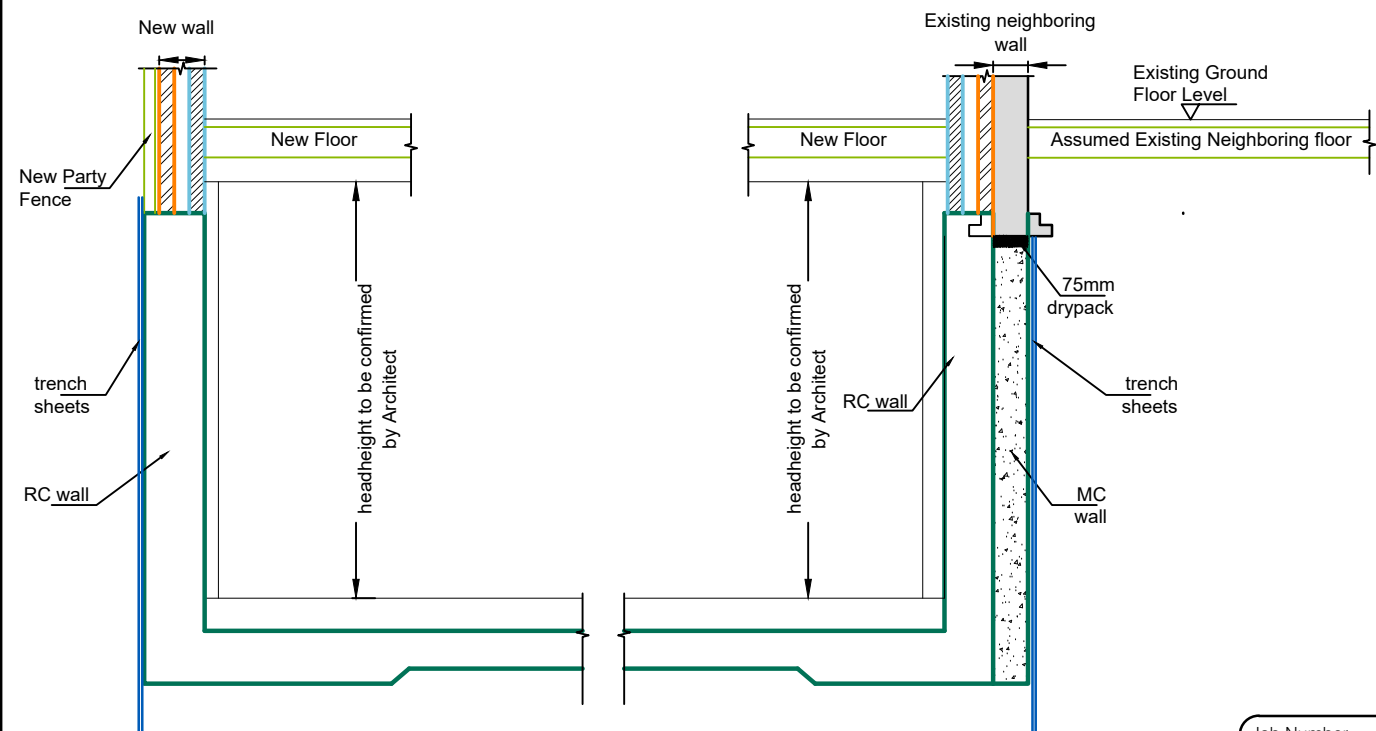 New wall
Existing neighboring
wall
Existing Ground
Floor Level
New Floor
New Floor
Assumed Existing Neighboring floor
New Party
Fence
headheight to be confirmed
by Architect
headheight to be confirmed
by Architect
75mm
drypack
trench
sheets
RC wall
trench
sheets
RC wall
MC
wall
Job Number